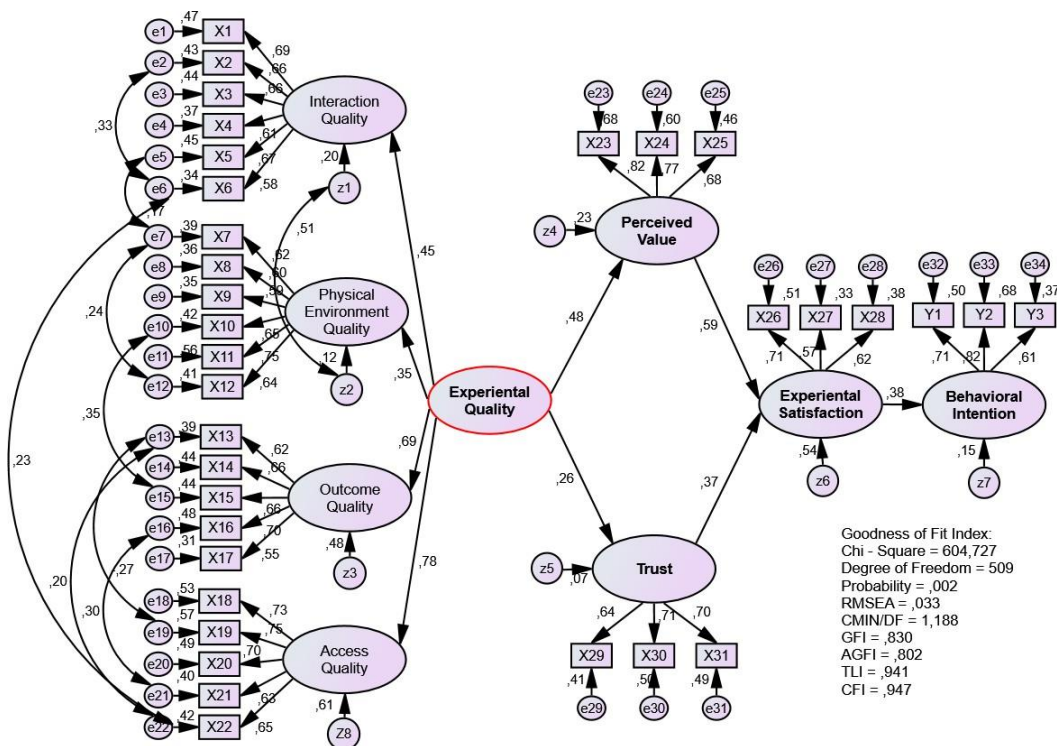 e1 ,47 X1
e2 ,43 X2
e3 ,44 X3
e4 ,37 X4
e5 ,45 X5
e6 ,34 X6
,69
,66
,66
,61
,67
,58
Interaction
Quality
,20
z1
,33
,17
,51
e7 ,39 X7
e8 ,36 X8
e9 ,35 X9
e10 ,42 X10
e11 ,56 X11
e12 ,41 X12
,62
,60
,59
,65
,75
,64
Physical
Environment
Quality
,12
z2
,24
,35
,23
e13 ,39 X13
e14 ,44 X14
e15 ,44 X15
e16 ,48 X16
e17 ,31 X17
,62
,66
,66
,70
,55
Outcome
Quality
,48
z3
,20
,27
,30
e18 ,53 X18
e19 ,57 X19
e20 ,49 X20
e21 ,40 X21
e22 ,42 X22
,73
,75
,70
,63
,65
Access
Quality
,61
Z8
,45
,35
,69
,78
Experiential
Quality
,48
,26
e23 e24 e25
,68 ,60 ,46
X23 X24 X25
,82 ,77 ,68
z4 ,23
Perceived
Value
,59
z5 ,07
Trust
,64 ,71 ,70
X29 X30 X31
,41 ,50 ,49
e29 e30 e31
,37
e26 e27 e28
,51 ,33 ,38
X26 X27 X28
,71 ,57 ,62
Experiential
Satisfaction
,54
z6
,38
e32 e33 e34
,50 ,68 ,37
Y1 Y2 Y3
,71 ,82 ,61
Behavioral
Intention
,15
z7
Goodness of Fit Index:
Chi - Square = 604,727
Degree of Freedom = 509
Probability = ,002
RMSEA = ,033
CMIN/DF = 1,188
GFI = ,830
AGFI = ,802
TLI = ,941
CFI = ,947